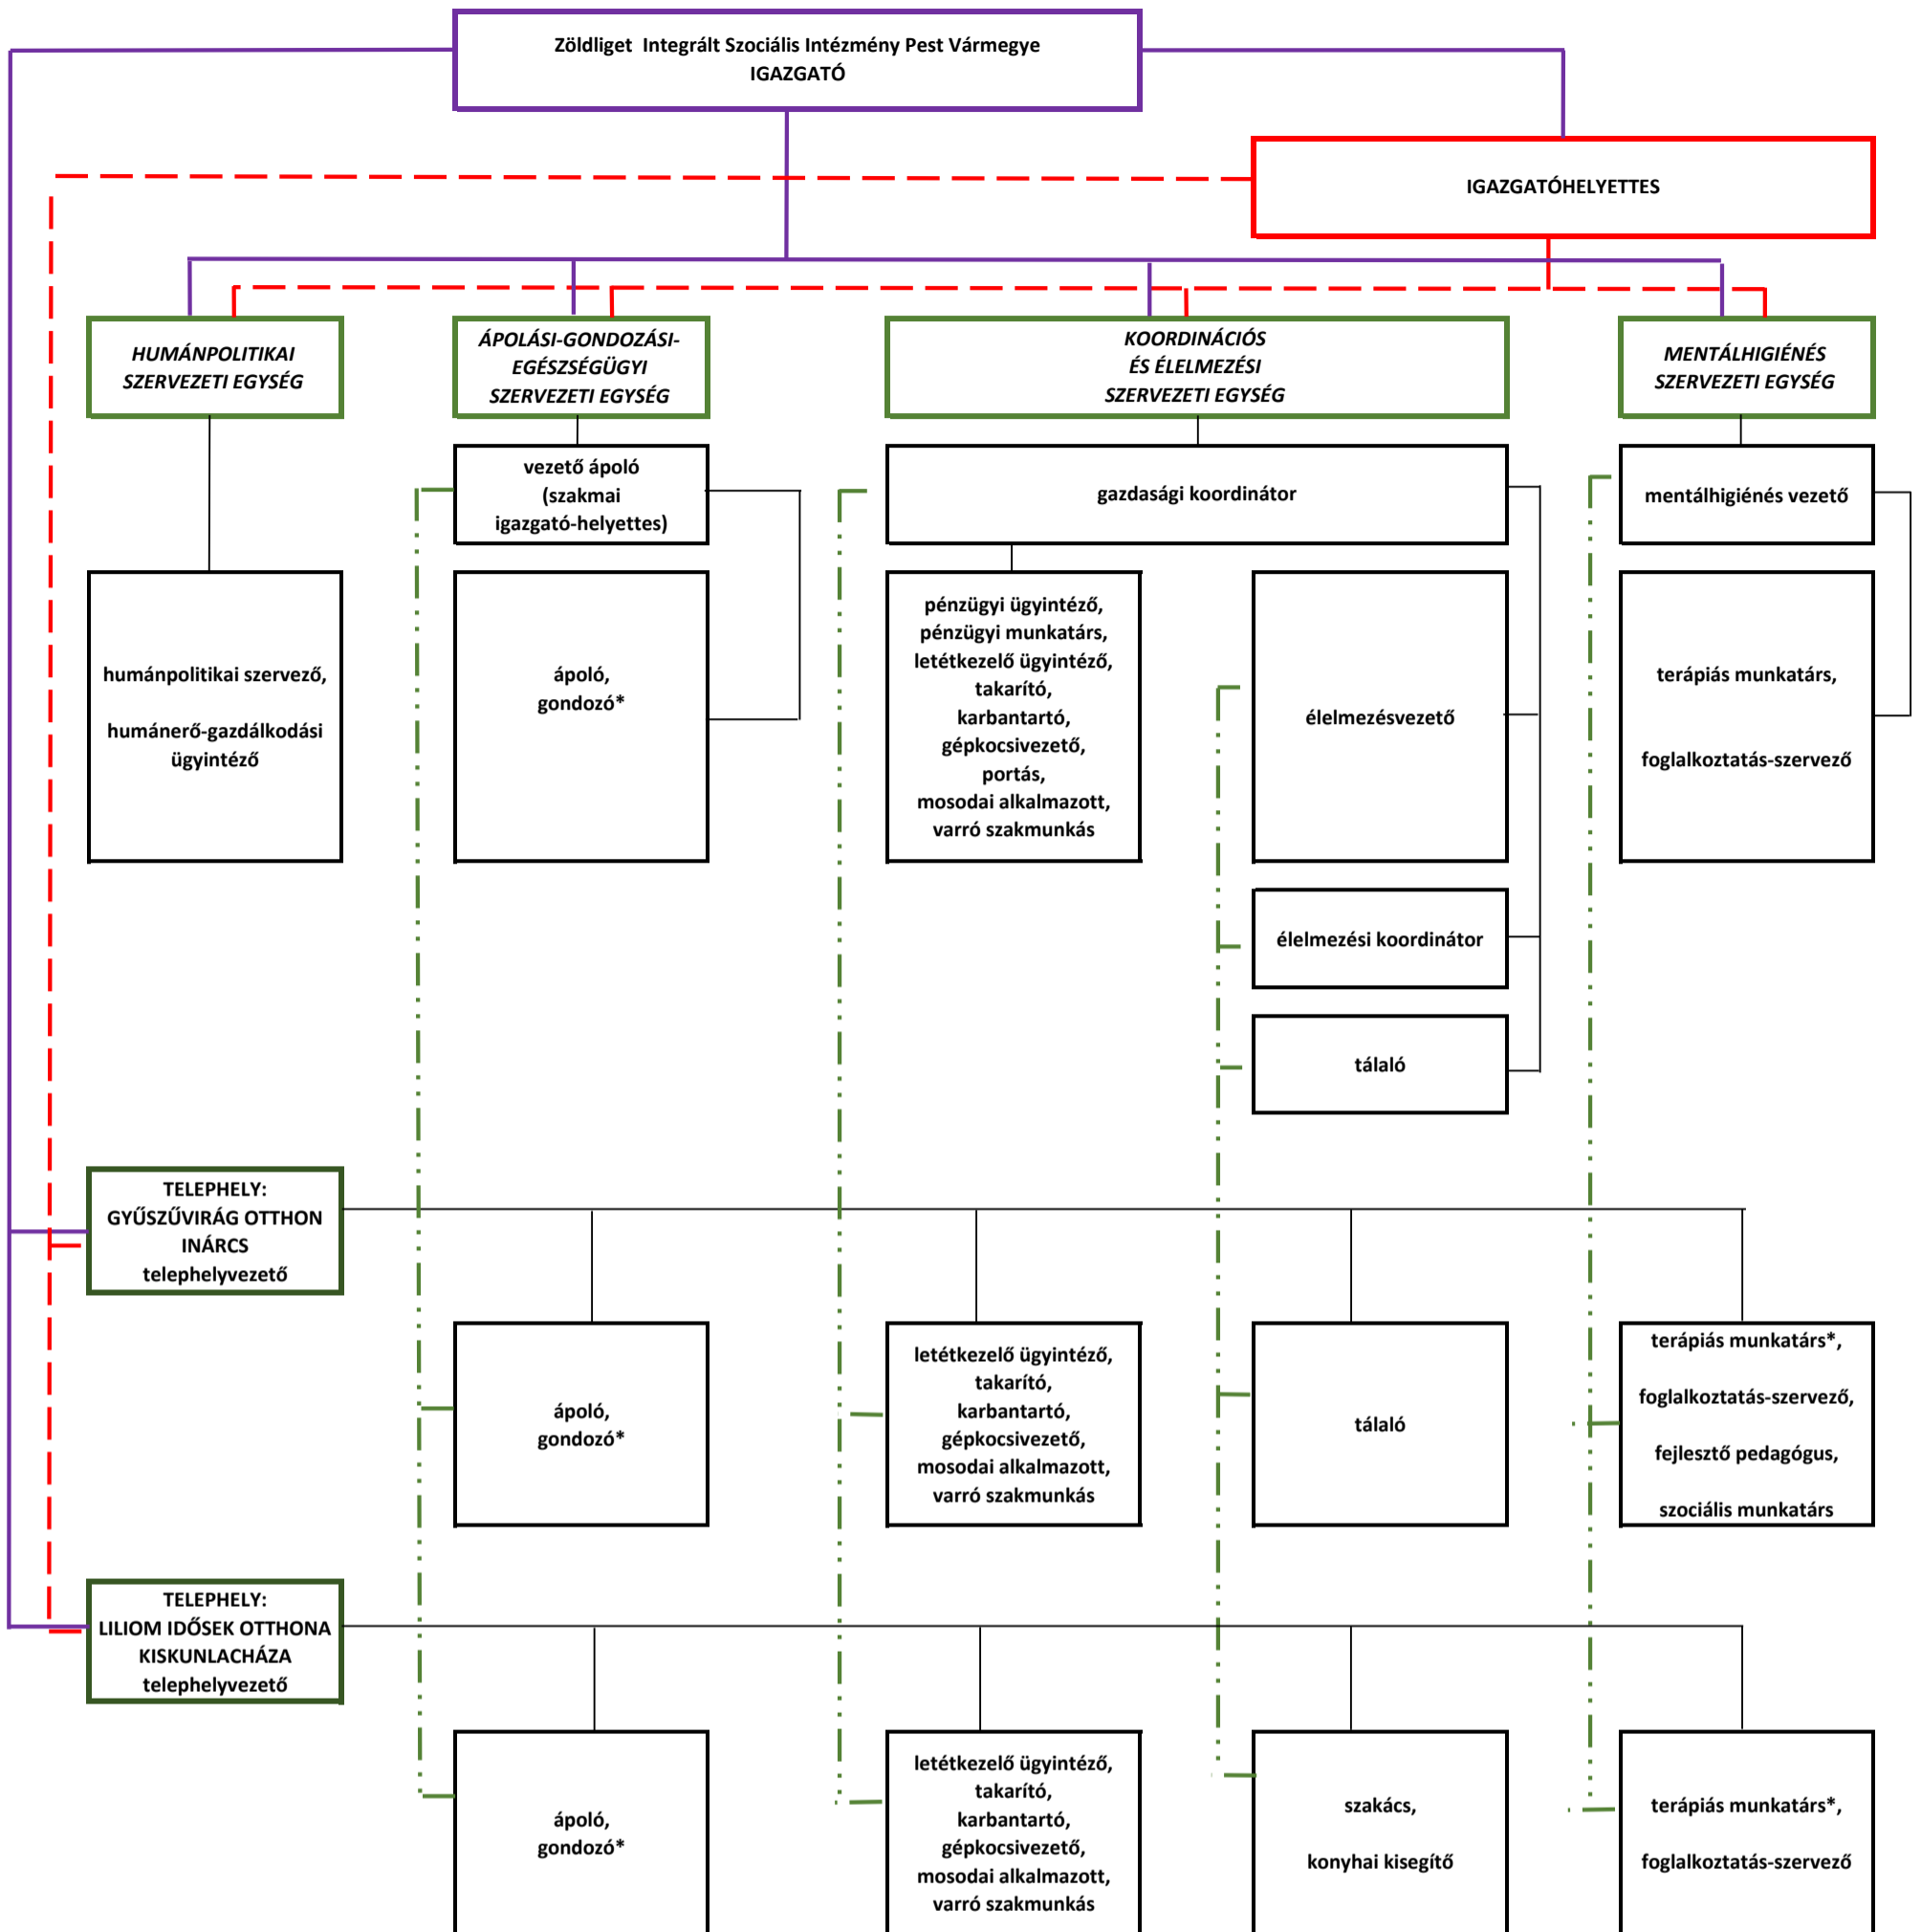 Zöldliget Integrált Szociális Intézmény Pest Vármegye
IGAZGATÓ
IGAZGATÓHELYETTES
HUMÁNPOLITIKAI
SZERVEZETI EGYSÉG
ÁPOLÁSI-GONDOZÁSI-
EGÉSZSÉGÜGYI
SZERVEZETI EGYSÉG
KOORDINÁCIÓS
ÉS ÉLELMEZÉSI
SZERVEZETI EGYSÉG
MENTÁLHIGIÉNÉS
SZERVEZETI EGYSÉG
vezető ápoló
(szakmai
igazgató-helyettes)
gazdasági koordinátor
mentálhigiénés vezető
humánpolitikai szervező,
humánerő-gazdálkodási
ügyintéző
ápoló,
gondozó*
pénzügyi ügyintéző,
pénzügyi munkatárs,
letétkezelő ügyintéző,
takarító,
karbantartó,
gépkocsivezető,
portás,
mosodai alkalmazott,
varró szakmunkás
élelmezésvezető
terápiás munkatárs,
foglalkoztatás-szervező
élelmezési koordinátor
tálaló
TELEPHELY:
GYŰSZŰVIRÁG OTTHON
INÁRCS
telephelyvezető
ápoló,
gondozó*
letétkezelő ügyintéző,
takarító,
karbantartó,
gépkocsivezető,
mosodai alkalmazott,
varró szakmunkás
tálaló
terápiás munkatárs*,
foglalkoztatás-szervező,
fejlesztő pedagógus,
szociális munkatárs
TELEPHELY:
LILIOM IDŐSEK OTTHONA
KISKUNLACHÁZA
telephelyvezető
ápoló,
gondozó*
letétkezelő ügyintéző,
takarító,
karbantartó,
gépkocsivezető,
mosodai alkalmazott,
varró szakmunkás
szakács,
konyhai kisegítő
terápiás munkatárs*,
foglalkoztatás-szervező